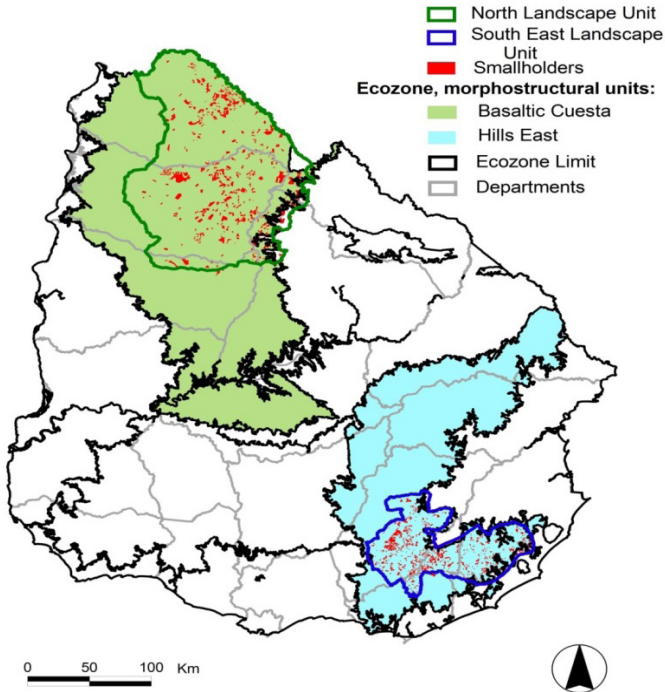 North Landscape Unit
South East Landscape
Unit
Smallholders
Ecozone, morphostructural units:
Basaltic Cuesta
Hills East
Ecozone Limit
Departments
0 50 100 Km